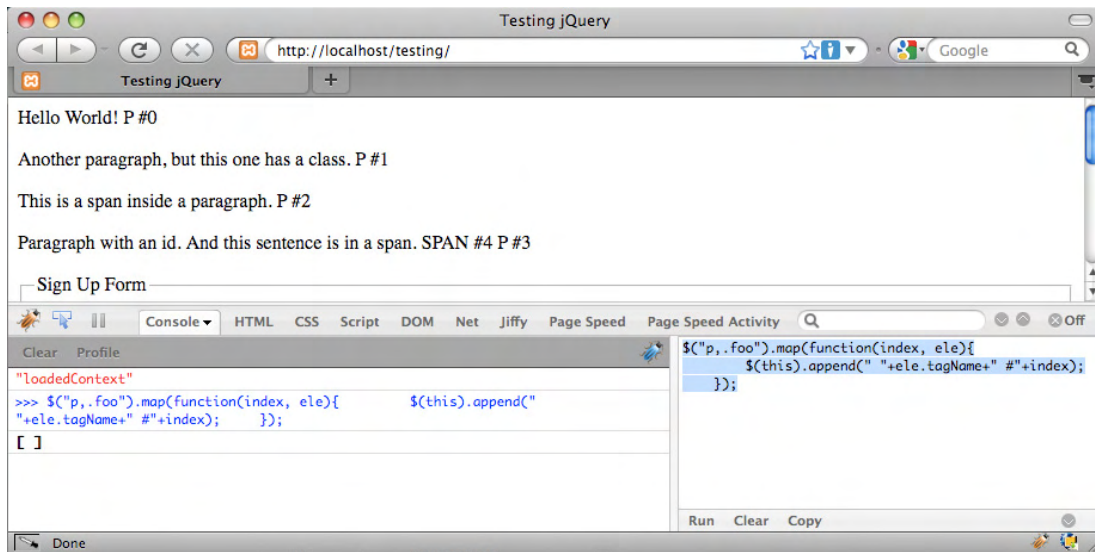 Testing jQuery
http://localhost/testing/
Google
Testing jQuery
+
Hello World! P #0
Another paragraph, but this one has a class. P #1
This is a span inside a paragraph. P #2
Paragraph with an id. And this sentence is in a span. SPAN #4 P #3
Sign Up Form
Console HTML CSS Script DOM Net Jiffy Page Speed Page Speed Activity Off
Clear Profile
"loadedContext"
>>> $("p,.foo").map(function(index, ele){ $(this).append("
"+ele.tagName+" #"+index); });
[ ]
$("p,.foo").map(function(index, ele){
$(this).append(" "+ele.tagName+" #"+index);
});
Run Clear Copy
Done